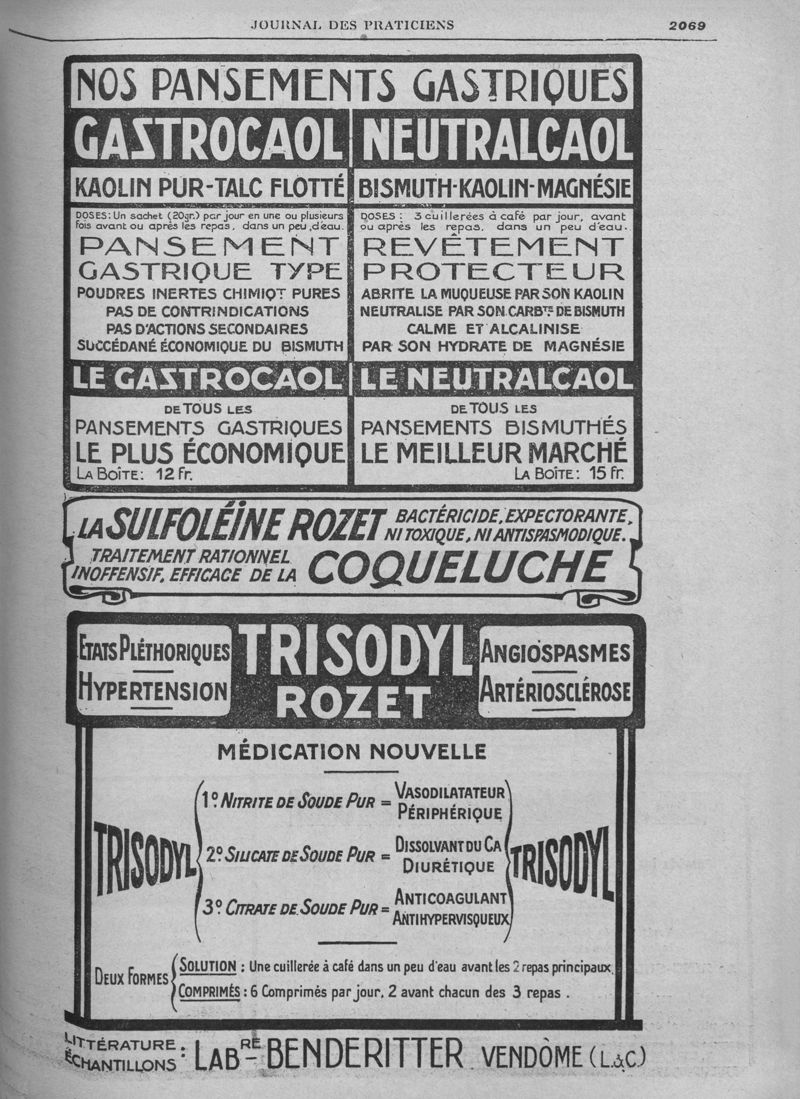 JOURNAL DES PRATICIENS
2069
NOS PANSEMENTS GASTRIQUES
GASTROCAOL
KAOLIN PUR-TALC FLOTTÉ
DOSES: Un sachet (20gr.) par jour en une ou plusieurs
fois avant ou après les repas, dans un peu d'eau.
PANSEMENT
GASTRIQUE TYPE
POUDRES INERTES CHIMIQT PURES
PAS DE CONTRINDICATIONS
PAS D'ACTIONS SECONDAIRES
SUCCÉDANÉ ÉCONOMIQUE DU BISMUTH
LE GASTROCAOL
DE TOUS LES
PANSEMENTS GASTRIQUES
LE PLUS ÉCONOMIQUE
LA BOÎTE: 12 Fr.
NEUTRALCAOL
BISMUTH-KAOLIN-MAGNÉSIE
DOSES: 3 cuillerées à café par jour, avant
ou après les repas, dans un peu d'eau.
REVÊTEMENT
PROTECTEUR
ABRITE LA MUQUEUSE PAR SON KAOLIN
NEUTRALISE PAR SON CARBTE DE BISMUTH
CALME ET ALCALINISE
PAR SON HYDRATE DE MAGNÉSIE
LE NEUTRALCAOL
DE TOUS LES
PANSEMENTS BISMUTHÉS
LE MEILLEUR MARCHÉ
LA BOÎTE: 15 Fr.
LA SULFOLÉÏNE ROZET BACTÉRICIDE, EXPECTORANTE,
NI TOXIQUE, NI ANTISPASMODIQUE.
TRAITEMENT RATIONNEL
INOFFENSIF, EFFICACE DE LA COQUELUCHE
ETATS PLÉTHORIQUES
HYPERTENSION
TRISODYL
ROZET
ANGIOSPASMES
ARTÉRIOSCLÉROSE
MÉDICATION NOUVELLE
TRISODYL
1º NITRITE DE SOUDE PUR = VASODILATATEUR
PÉRIPHÉRIQUE
2º SILICATE DE SOUDE PUR = DISSOLVANT DU CA
DIURÉTIQUE
3º CITRATE DE SOUDE PUR = ANTICOAGULANT
ANTIHYPERVISQUEUX
TRISODYL
DEUX FORMES
SOLUTION : Une cuillerée à café dans un peu d'eau avant les 2 repas principaux.
COMPRIMÉS : 6 Comprimés par jour, 2 avant chacun des 3 repas.
LITTÉRATURE :
ÉCHANTILLONS :
LABRE- BENDERITTER VENDÔME (L.&C.)